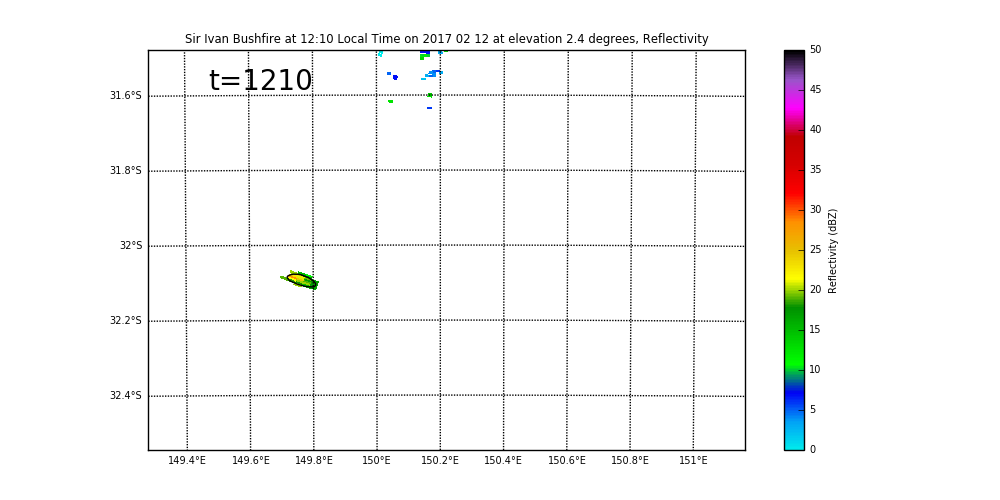 Sir Ivan Bushfire at 12:10 Local Time on 2017 02 12 at elevation 2.4 degrees, Reflectivity
t=1210
31.6°S
31.8°S
32°S
32.2°S
32.4°S
149.4°E 149.6°E 149.8°E 150°E 150.2°E 150.4°E 150.6°E 150.8°E 151°E
50
45
40
35
30
25
20
15
10
5
0
Reflectivity (dBZ)